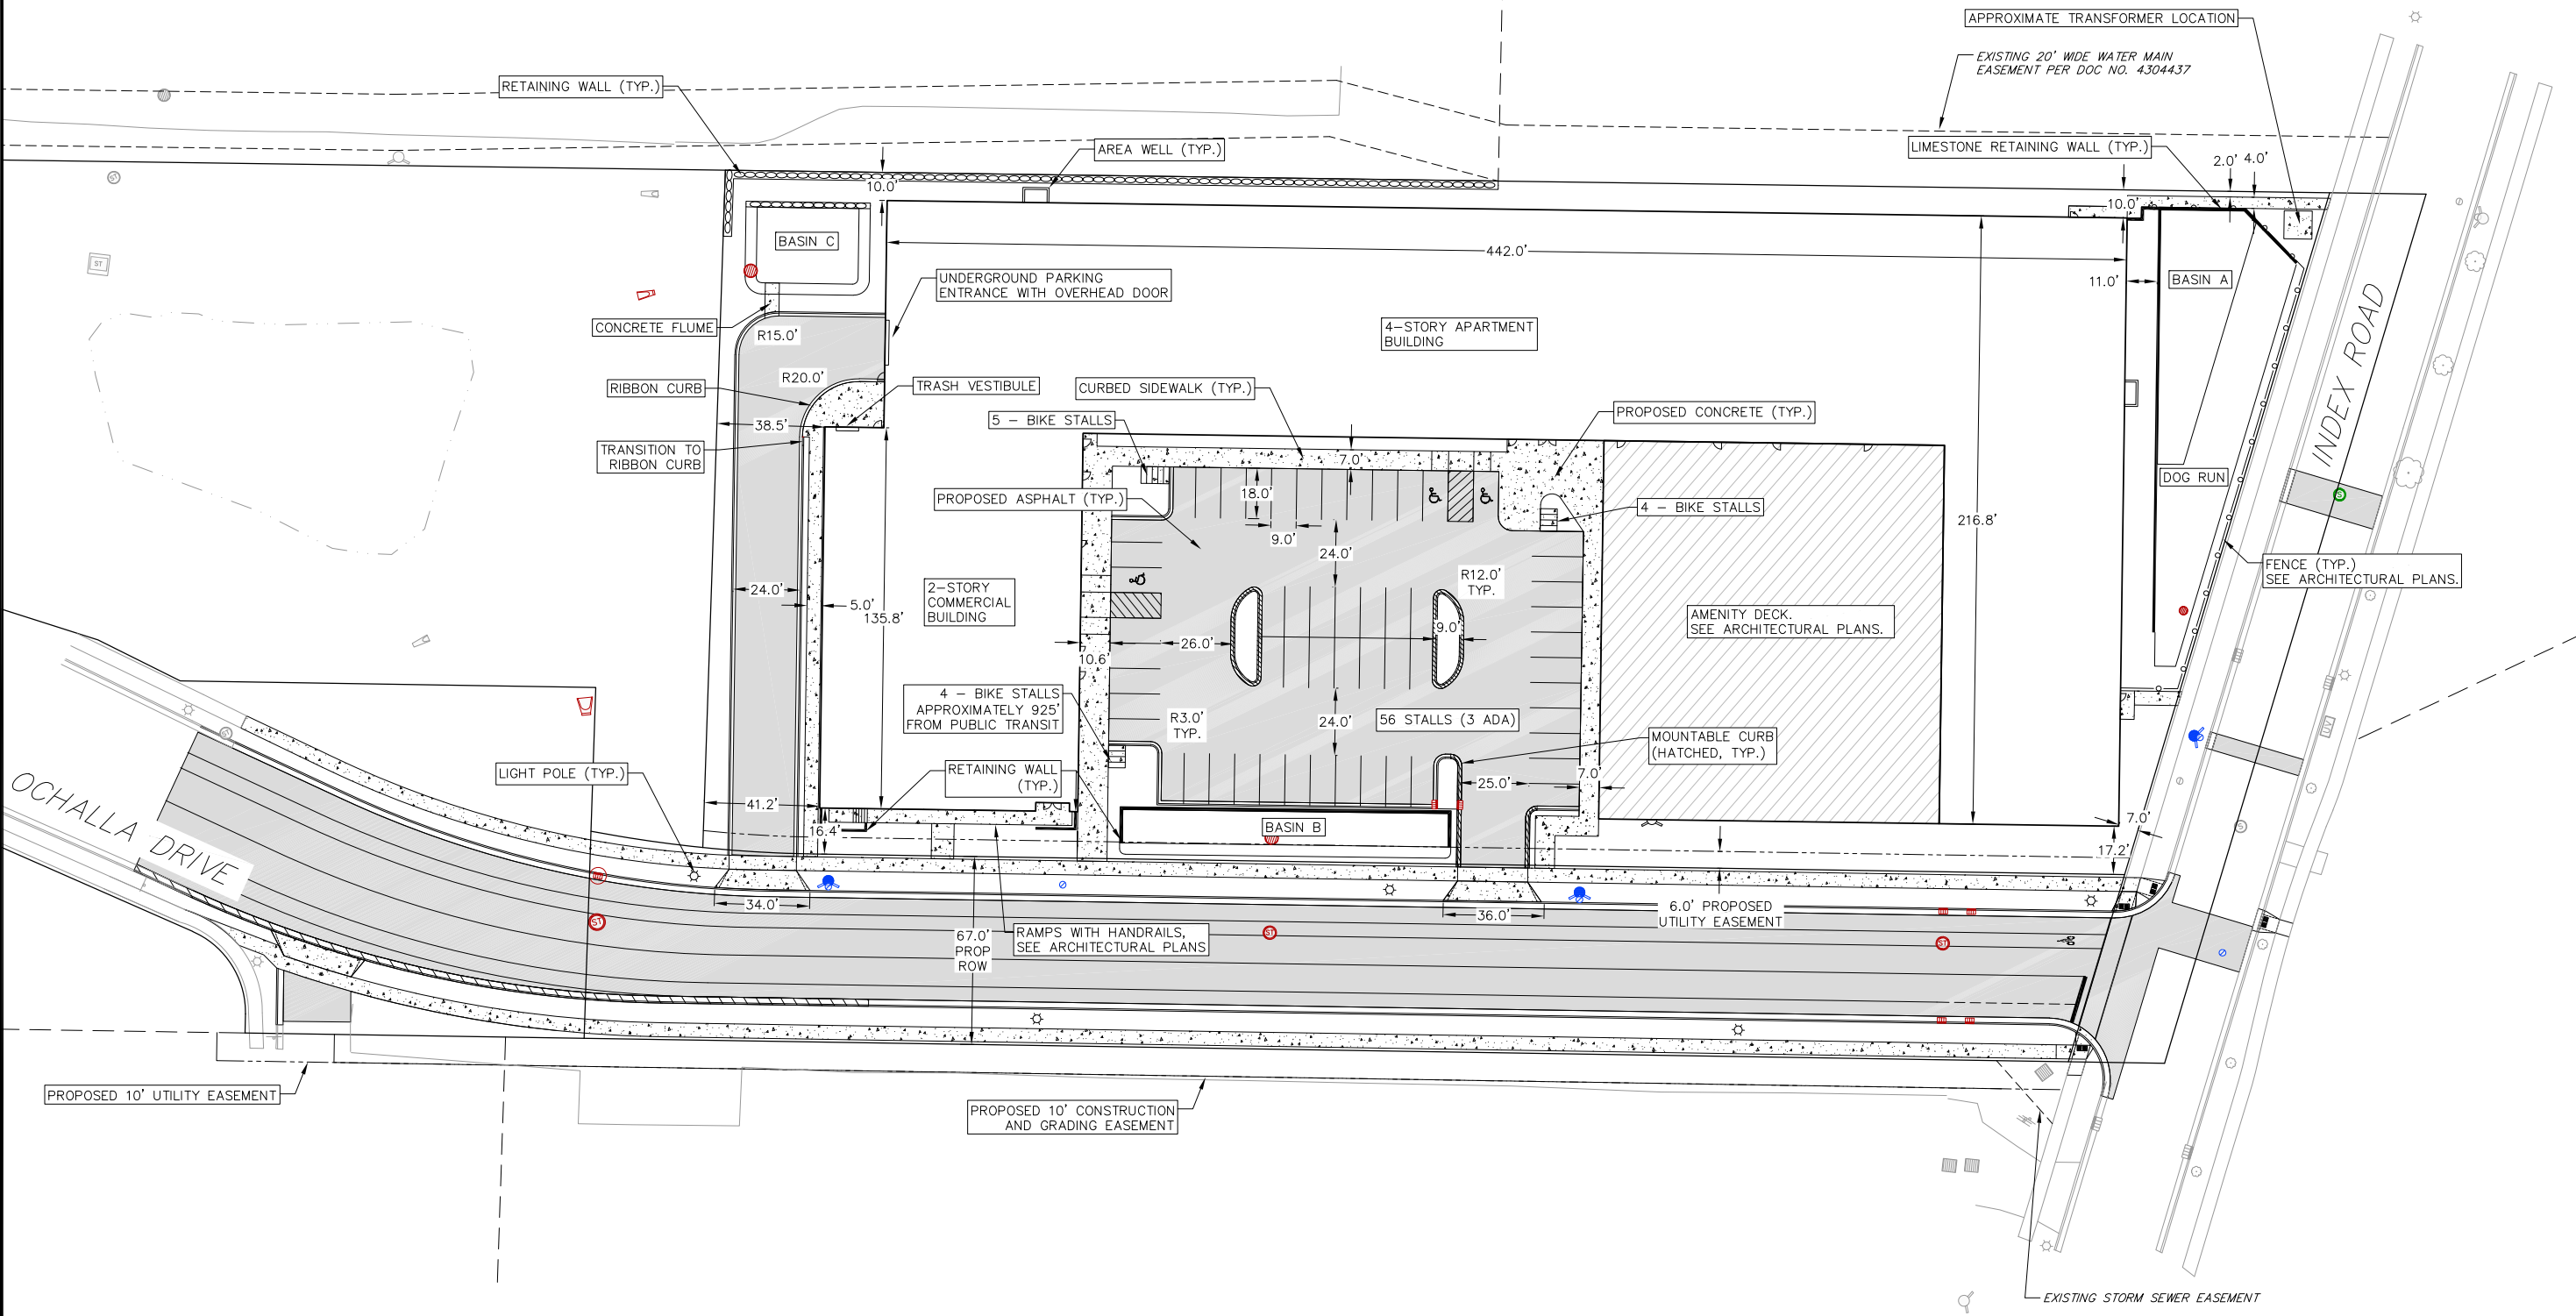 APPROXIMATE TRANSFORMER LOCATION
EXISTING 20' WIDE WATER MAIN
EASEMENT PER DOC NO. 4304437
RETAINING WALL (TYP.)
AREA WELL (TYP.)
LIMESTONE RETAINING WALL (TYP.)
2.0'
4.0'
10.0'
10.0'
BASIN C
442.0'
UNDERGROUND PARKING
ENTRANCE WITH OVERHEAD DOOR
11.0'
BASIN A
ST
ST
CONCRETE FLUME
R15.0'
4-STORY APARTMENT
BUILDING
INDEX ROAD
R20.0'
RIBBON CURB
TRASH VESTIBULE
CURBED SIDEWALK (TYP.)
5 - BIKE STALLS
PROPOSED CONCRETE (TYP.)
38.5'
TRANSITION TO
RIBBON CURB
7.0'
DOG RUN
PROPOSED ASPHALT (TYP.)
18.0'
4 - BIKE STALLS
S
216.8'
9.0'
24.0'
FENCE (TYP.)
SEE ARCHITECTURAL PLANS.
R12.0'
TYP.
24.0'
2-STORY
COMMERCIAL
BUILDING
5.0'
135.8'
AMENITY DECK.
SEE ARCHITECTURAL PLANS.
9.0'
26.0'
10.6'
4 - BIKE STALLS
APPROXIMATELY 925'
FROM PUBLIC TRANSIT
R3.0'
TYP.
24.0'
56 STALLS (3 ADA)
MOUNTABLE CURB
(HATCHED, TYP.)
LIGHT POLE (TYP.)
RETAINING WALL
(TYP.)
25.0'
7.0'
OCHALLA DRIVE
41.2'
16.4'
BASIN B
7.0'
17.2'
34.0'
36.0'
6.0' PROPOSED
UTILITY EASEMENT
ST
ST
ST
67.0'
PROP
ROW
RAMPS WITH HANDRAILS,
SEE ARCHITECTURAL PLANS
PROPOSED 10' UTILITY EASEMENT
PROPOSED 10' CONSTRUCTION
AND GRADING EASEMENT
EXISTING STORM SEWER EASEMENT